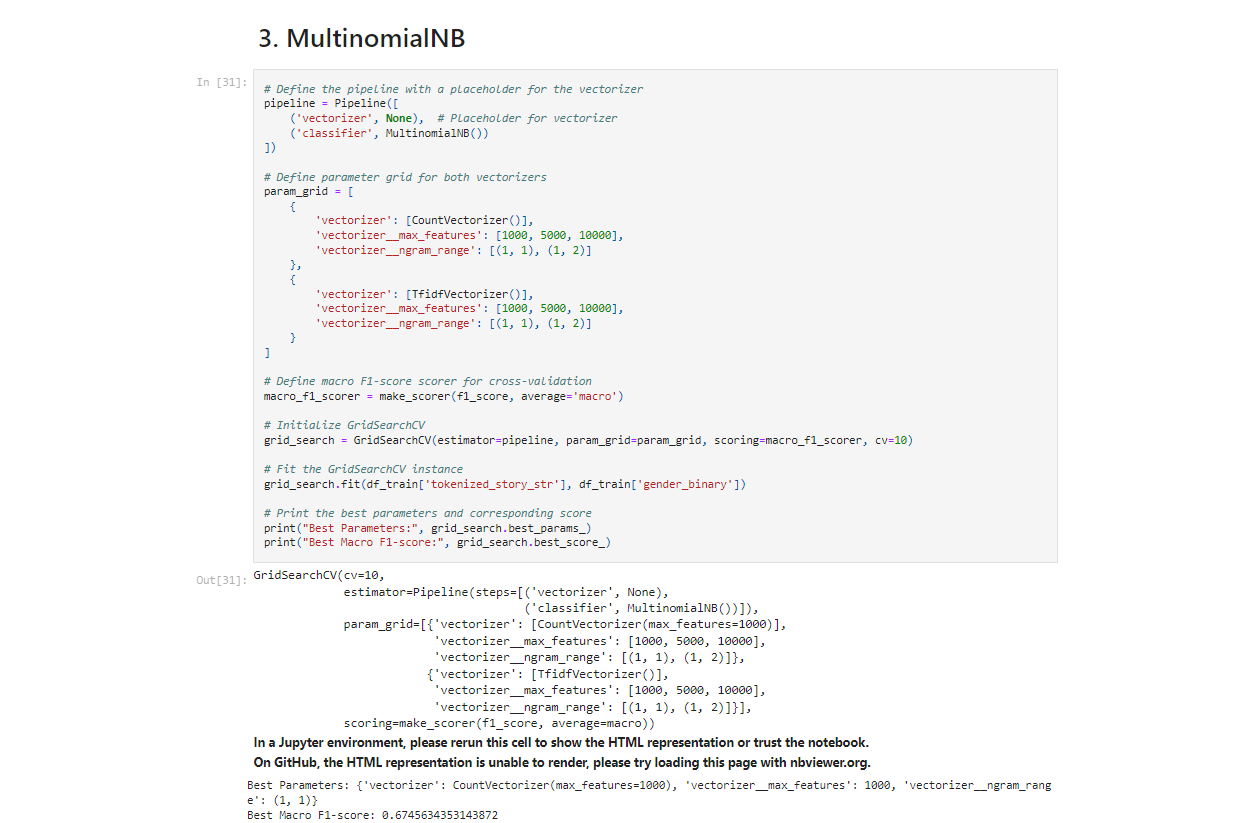 3. MultinomialNB
In [31]:
# Define the pipeline with a placeholder for the vectorizer
pipeline = Pipeline([
    ('vectorizer', None),  # Placeholder for vectorizer
    ('classifier', MultinomialNB())
])
# Define parameter grid for both vectorizers
param_grid = [
    {
        'vectorizer': [CountVectorizer()],
        'vectorizer__max_features': [1000, 5000, 10000],
        'vectorizer__ngram_range': [(1, 1), (1, 2)]
    },
    {
        'vectorizer': [TfidfVectorizer()],
        'vectorizer__max_features': [1000, 5000, 10000],
        'vectorizer__ngram_range': [(1, 1), (1, 2)]
    }
]
# Define macro F1-score scorer for cross-validation
macro_f1_scorer = make_scorer(f1_score, average='macro')
# Initialize GridSearchCV
grid_search = GridSearchCV(estimator=pipeline, param_grid=param_grid, scoring=macro_f1_scorer, cv=10)
# Fit the GridSearchCV instance
grid_search.fit(df_train['tokenized_story_str'], df_train['gender_binary'])
# Print the best parameters and corresponding score
print("Best Parameters:", grid_search.best_params_)
print("Best Macro F1-score:", grid_search.best_score_)
Out[31]:
GridSearchCV(cv=10,
             estimator=Pipeline(steps=[('vectorizer', None),
                                       ('classifier', MultinomialNB())]),
             param_grid=[{'vectorizer': [CountVectorizer(max_features=1000)],
                          'vectorizer__max_features': [1000, 5000, 10000],
                          'vectorizer__ngram_range': [(1, 1), (1, 2)]},
                         {'vectorizer': [TfidfVectorizer()],
                          'vectorizer__max_features': [1000, 5000, 10000],
                          'vectorizer__ngram_range': [(1, 1), (1, 2)]}],
             scoring=make_scorer(f1_score, average=macro))
In a Jupyter environment, please rerun this cell to show the HTML representation or trust the notebook.
On GitHub, the HTML representation is unable to render, please try loading this page with nbviewer.org.
Best Parameters: {'vectorizer': CountVectorizer(max_features=1000), 'vectorizer__max_features': 1000, 'vectorizer__ngram_rang
e': (1, 1)}
Best Macro F1-score: 0.6745634353143872